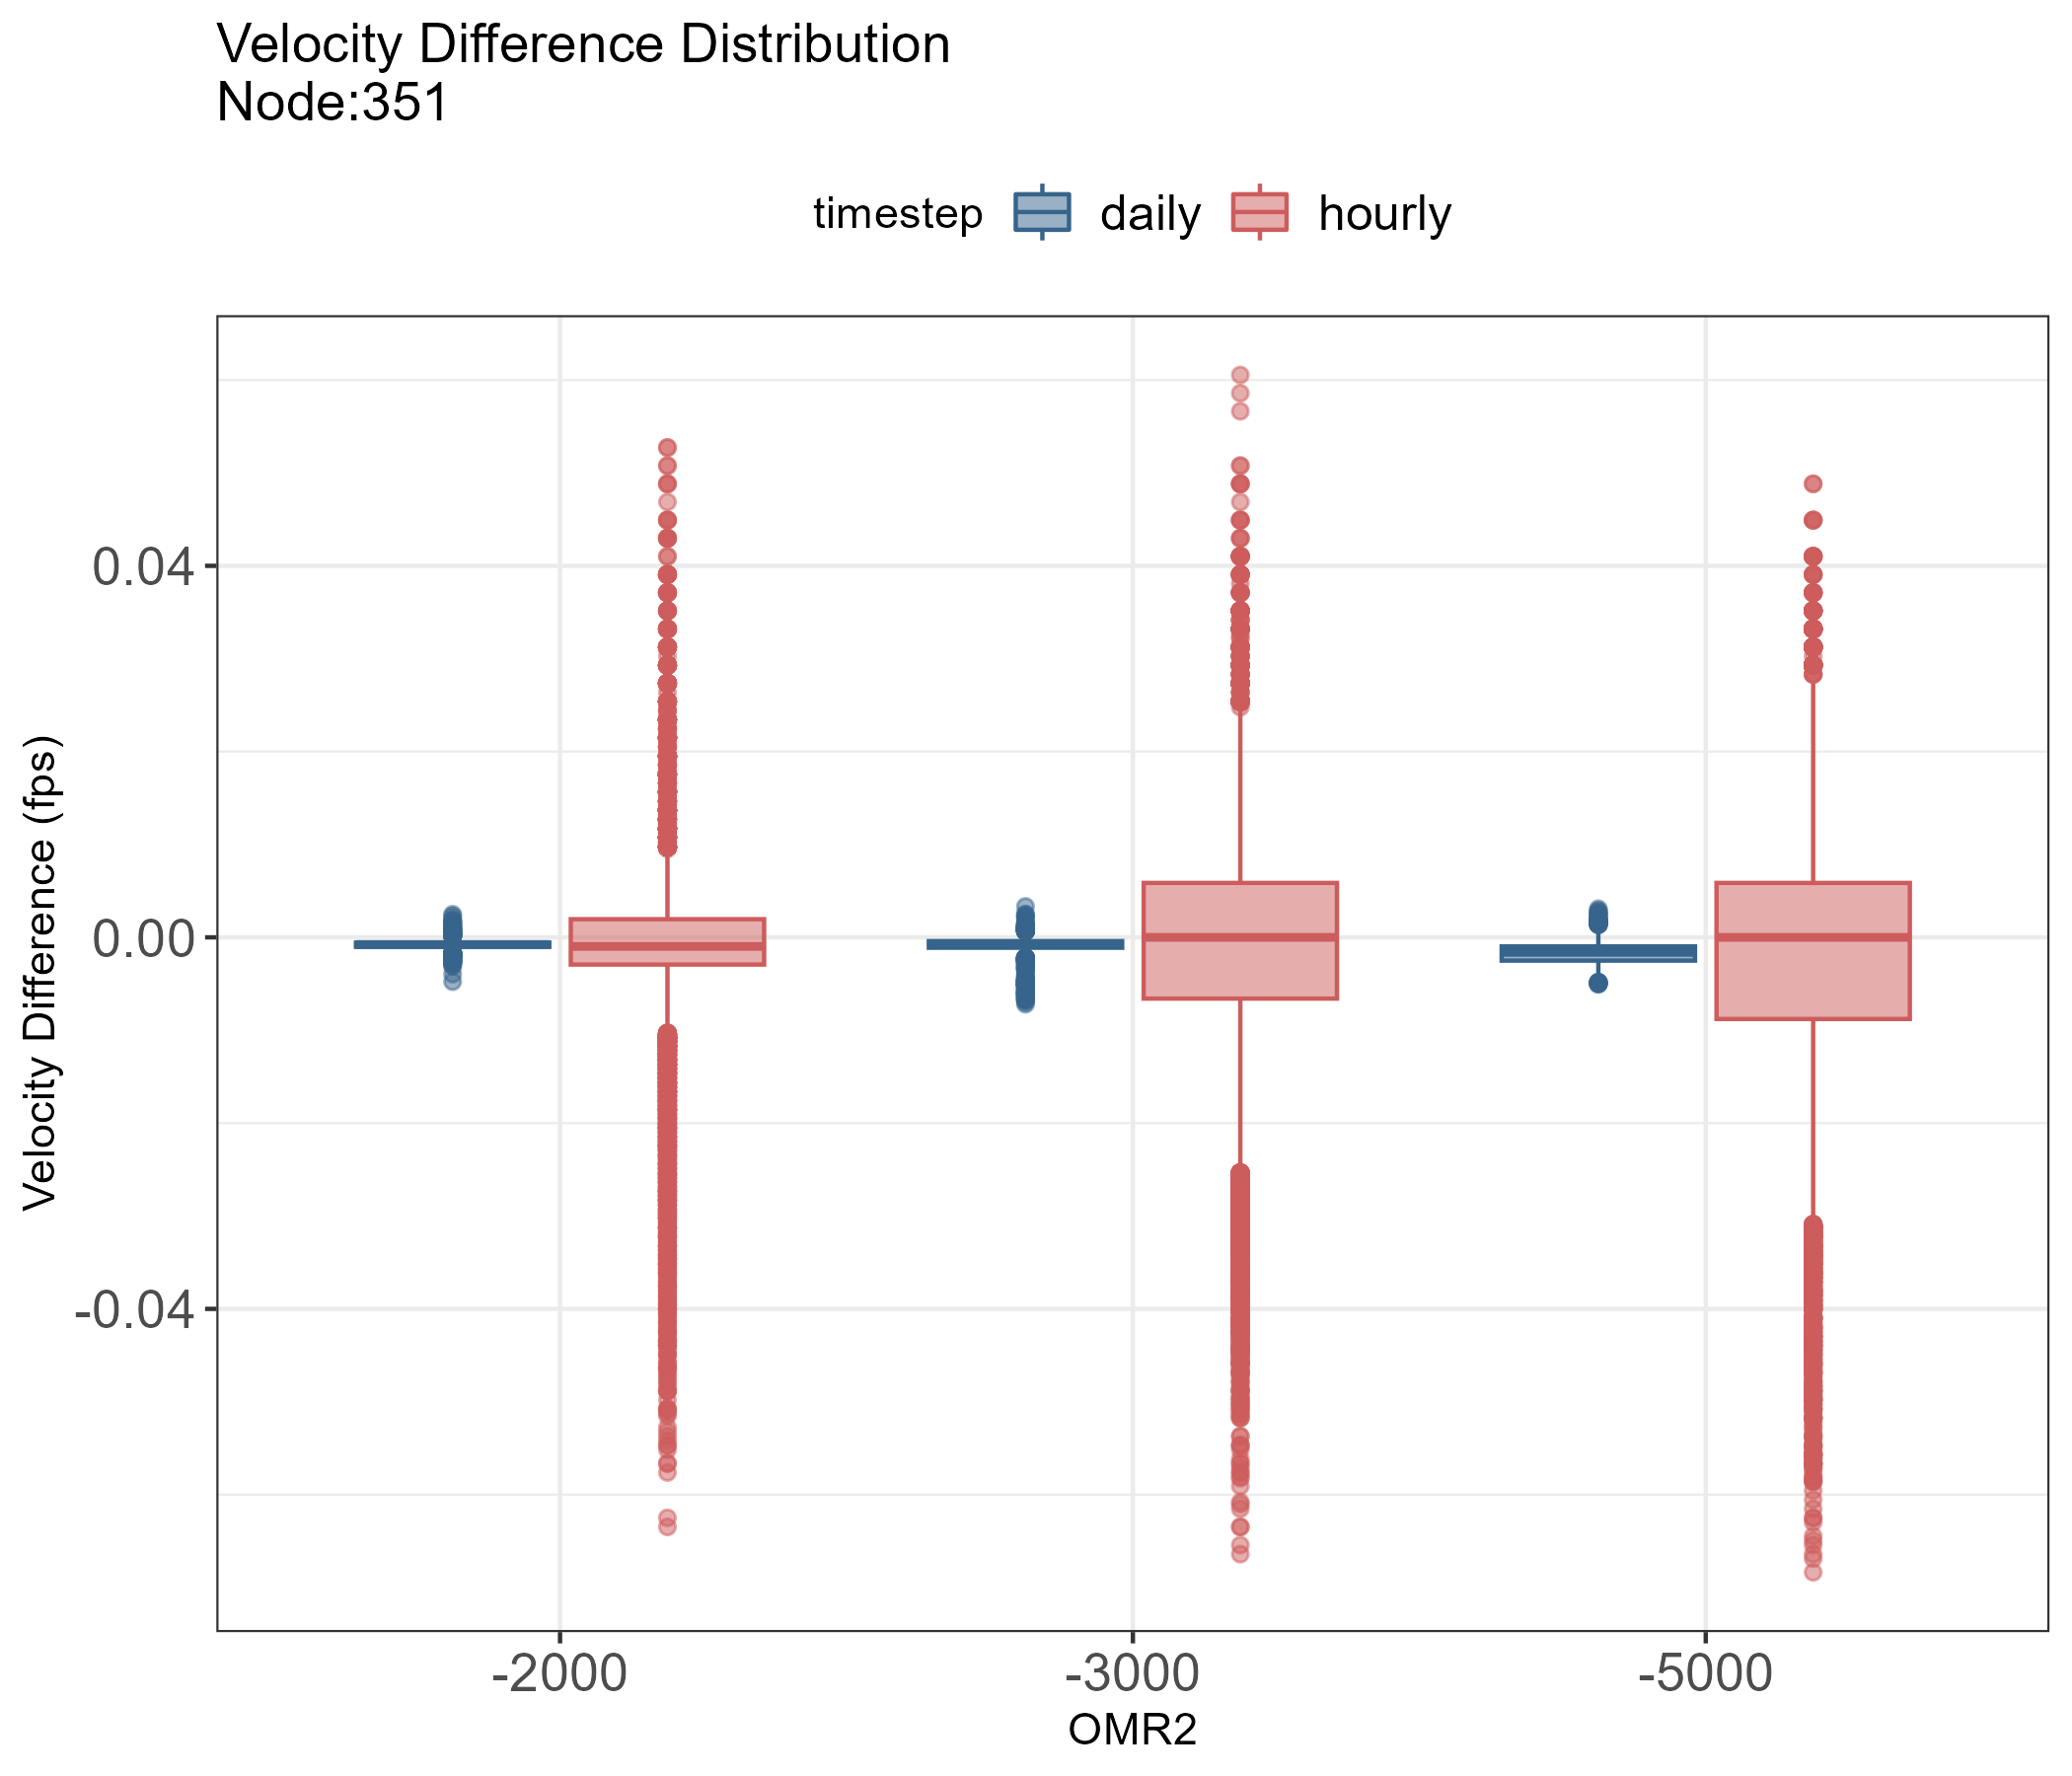 Velocity Difference Distribution
Node:351
timestep daily hourly
Velocity Difference (fps)
0.04
0.00
-0.04
-2000 -3000 -5000
OMR2